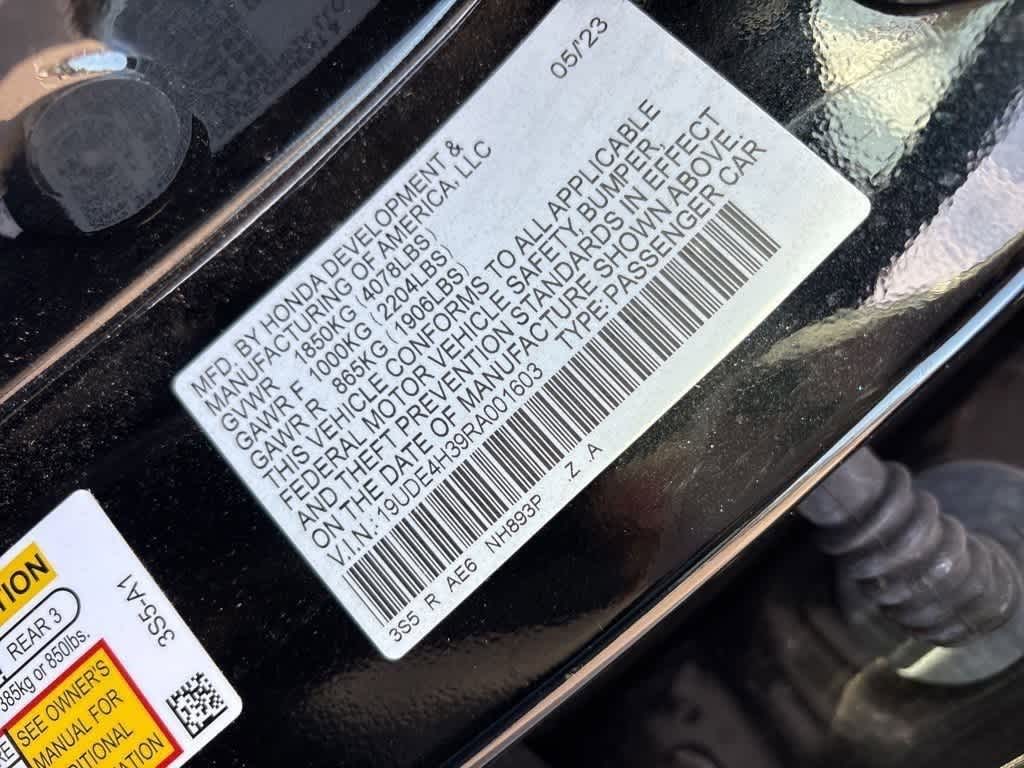 05/'23
MFD. BY HONDA DEVELOPMENT &
MANUFACTURING OF AMERICA, LLC
GVWR 1850KG (4078LBS)
GAWR F 1000KG (2204LBS)
GAWR R 865KG (1906LBS)
THIS VEHICLE CONFORMS TO ALL APPLICABLE
FEDERAL MOTOR VEHICLE SAFETY, BUMPER,
AND THEFT PREVENTION STANDARDS IN EFFECT
ON THE DATE OF MANUFACTURE SHOWN ABOVE.
V.I.N.:19UDE4H39RA001603 TYPE:PASSENGER CAR
3S5 R AE6 NH893P .Z A
3S5-A1
REAR 3
385kg or 850lbs.
SEE OWNER'S
MANUAL FOR